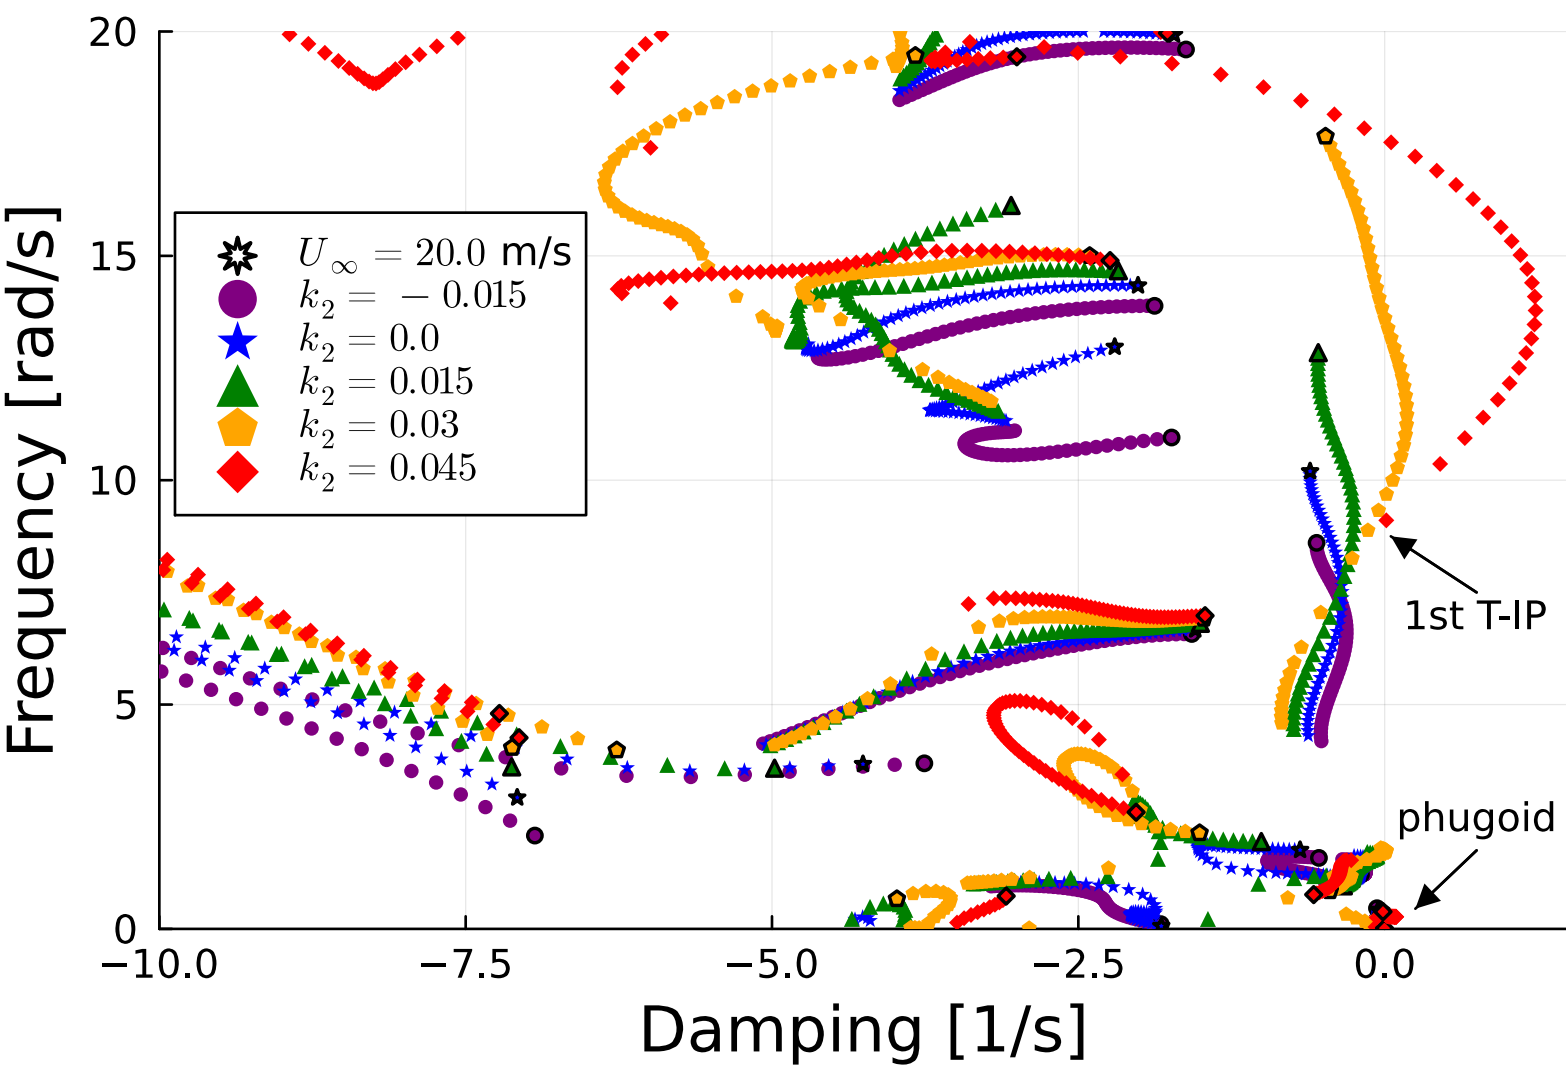 20
15
10
5
0
Frequency [rad/s]
U∞ = 20.0 m/s
k₂ = − 0.015
k₂ = 0.0
k₂ = 0.015
k₂ = 0.03
k₂ = 0.045
1st T-IP
phugoid
−10.0 −7.5 −5.0 −2.5 0.0
Damping [1/s]